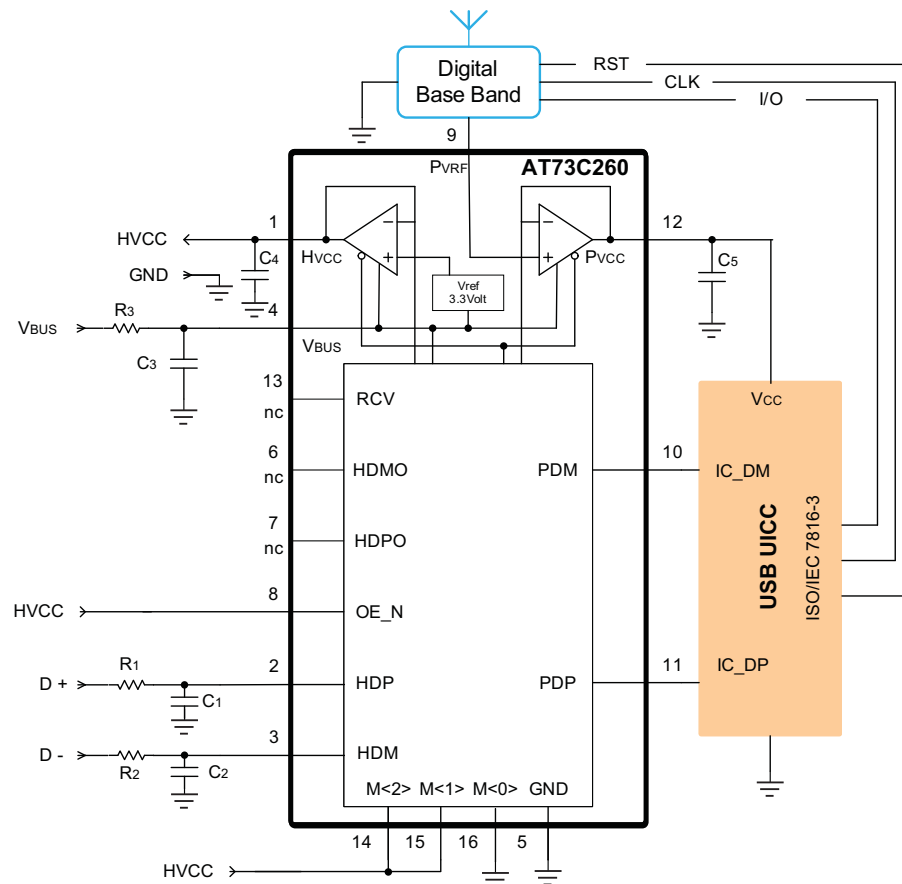 Digital
Base Band
RST
CLK
I/O
9
PVRF
AT73C260
1
12
HVCC
C4
HVCC
PVCC
C5
GND
Vref
3.3Volt
4
R3
VBUS
VBUS
C3
13
RCV
nc
VCC
6
HDMO
nc
PDM
10
IC_DM
7
HDPO
nc
USB UICC
ISO/IEC 7816-3
8
HVCC
OE_N
R1
2
11
IC_DP
D +
HDP
PDP
C1
3
D -
HDM
R2
C2
M<2> M<1> M<0> GND
14 15 16 5
HVCC